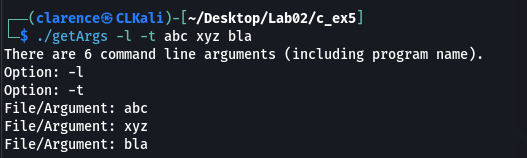 ┌──(clarence㉿CLKali)-[~/Desktop/Lab02/c_ex5]
└─$ ./getArgs -l -t abc xyz bla
There are 6 command line arguments (including program name).
Option: -l
Option: -t
File/Argument: abc
File/Argument: xyz
File/Argument: bla